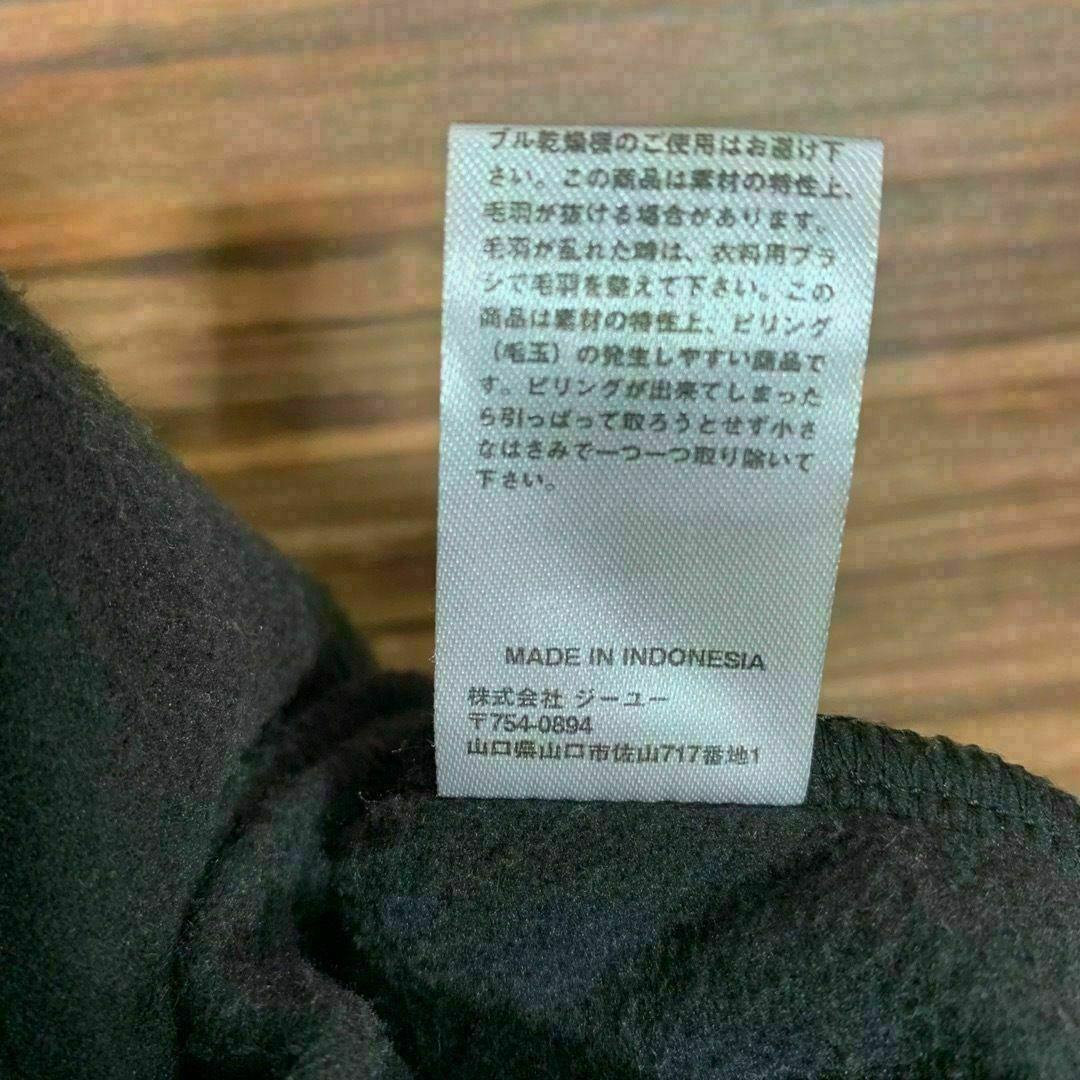 ブル乾燥機のご使用はお避け下
さい。この商品は素材の特性上、
毛羽が抜ける場合があります。
毛羽が乱れた時は、衣料用ブラ
シで毛羽を整えて下さい。この
商品は素材の特性上、ピリング
（毛玉）の発生しやすい商品で
す。ピリングが出来てしまった
ら引っぱって取ろうとせず小さ
なはさみで一つ一つ取り除いて
下さい。
MADE IN INDONESIA
株式会社 ジーユー
〒754-0894
山口県山口市佐山717番地1